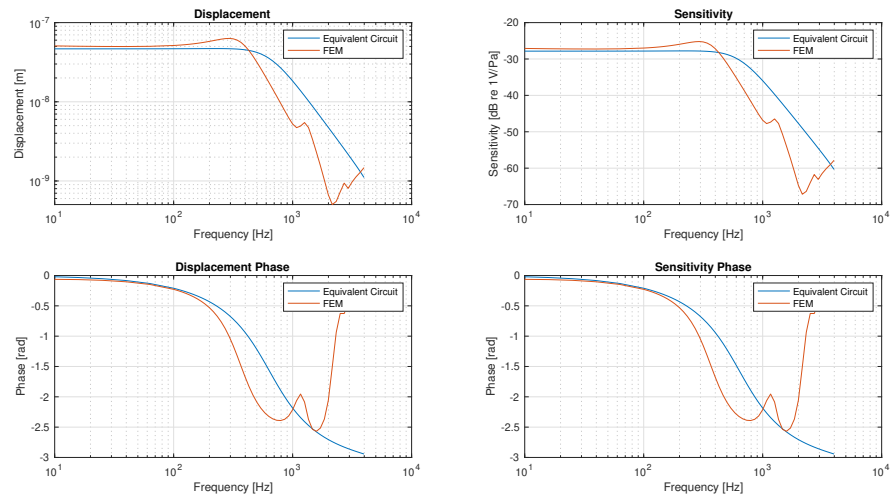 Displacement
Displacement [m]
10^-7
10^-8
10^-9
10^1
10^2
10^3
10^4
Frequency [Hz]
Equivalent Circuit
FEM
Sensitivity
Sensitivity [dB re 1 V/Pa]
-20
-30
-40
-50
-60
-70
10^1
10^2
10^3
10^4
Frequency [Hz]
Equivalent Circuit
FEM
Displacement Phase
Phase [rad]
0
-0.5
-1
-1.5
-2
-2.5
-3
10^1
10^2
10^3
10^4
Frequency [Hz]
Equivalent Circuit
FEM
Sensitivity Phase
Phase [rad]
0
-0.5
-1
-1.5
-2
-2.5
-3
10^1
10^2
10^3
10^4
Frequency [Hz]
Equivalent Circuit
FEM